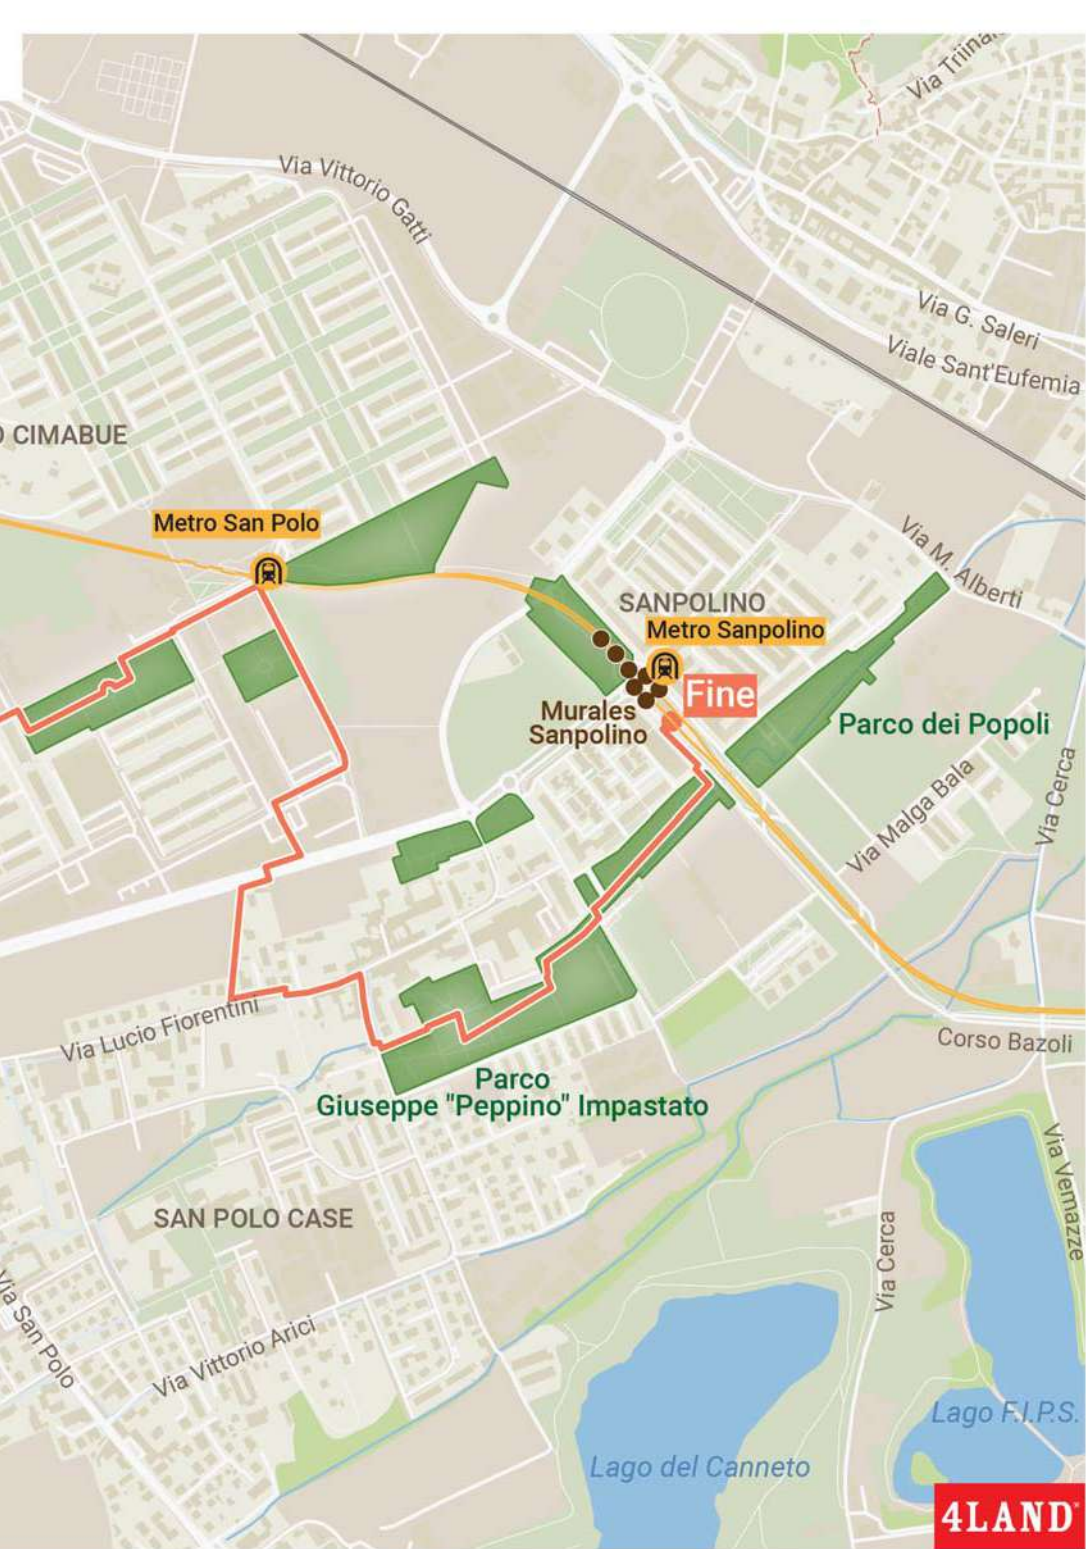 Via Triina
Via Vittorio Gatti
Via G. Saleri
Viale Sant'Eufemia
O CIMABUE
Metro San Polo
Via M. Alberti
SANPOLINO
Metro Sanpolino
Fine
Murales
Sanpolino
Parco dei Popoli
Via Malga Bala
Via Cerca
Via Lucio Fiorentini
Corso Bazoli
Parco
Giuseppe "Peppino" Impastato
Via Vernazze
SAN POLO CASE
Via Cerca
Via San Polo
Via Vittorio Arici
Lago F.I.P.S.
Lago del Canneto
4LAND